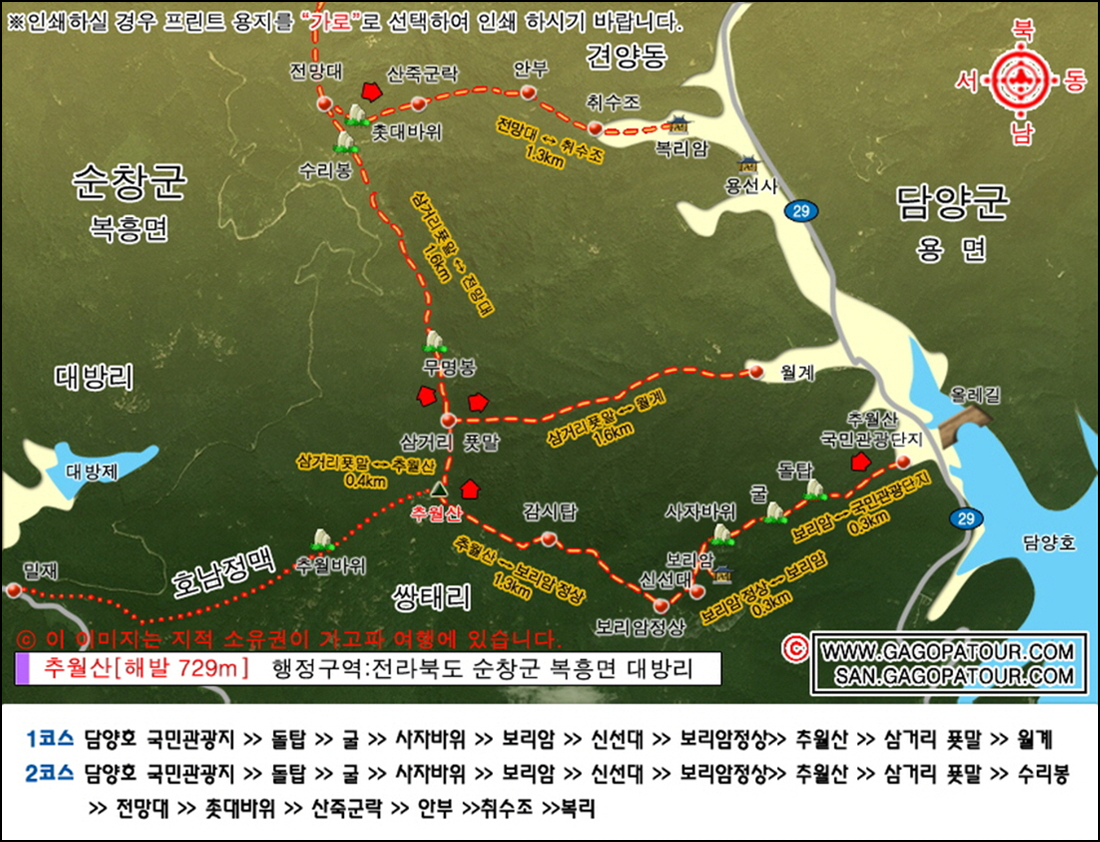 ※인쇄하실 경우 프린트 용지를 "가로"로 선택하여 인쇄 하시기 바랍니다.
북
서 동
남
견양동
전망대
산죽군락
안부
취수조
촛대바위
수리봉
전망대 ↔ 취수조
1.3km
복리암
용선사
순창군
복흥면
29
담양군
용 면
삼거리푯말 ↔ 전망대
1.6km
무명봉
대방리
월계
올레길
삼거리 푯말
삼거리푯말 ↔ 월계
1.6km
추월산
국민관광단지
대방제
삼거리푯말 ↔ 추월산
0.4km
돌탑
굴
추월산
감시탑
사자바위
보리암 ↔ 국민관광단지
0.3km
29
담양호
호남정맥
추월바위
밀재
추월산 ↔ 보리암 정상
1.3km
쌍태리
보리암
신선대
보리암 정상 ↔ 보리암
0.3km
보리암정상
ⓒ 이 이미지는 지적 소유권이 가고파 여행에 있습니다.
추월산[해발 729m] 행정구역:전라북도 순창군 복흥면 대방리
ⓒ WWW.GAGOPATOUR.COM
SAN.GAGOPATOUR.COM
1코스 담양호 국민관광지 >> 돌탑 >> 굴 >> 사자바위 >> 보리암 >> 신선대 >> 보리암정상>> 추월산 >> 삼거리 푯말 >> 월계
2코스 담양호 국민관광지 >> 돌탑 >> 굴 >> 사자바위 >> 보리암 >> 신선대 >> 보리암정상>> 추월산 >> 삼거리 푯말 >> 수리봉
>> 전망대 >> 촛대바위 >> 산죽군락 >> 안부 >>취수조 >>복리